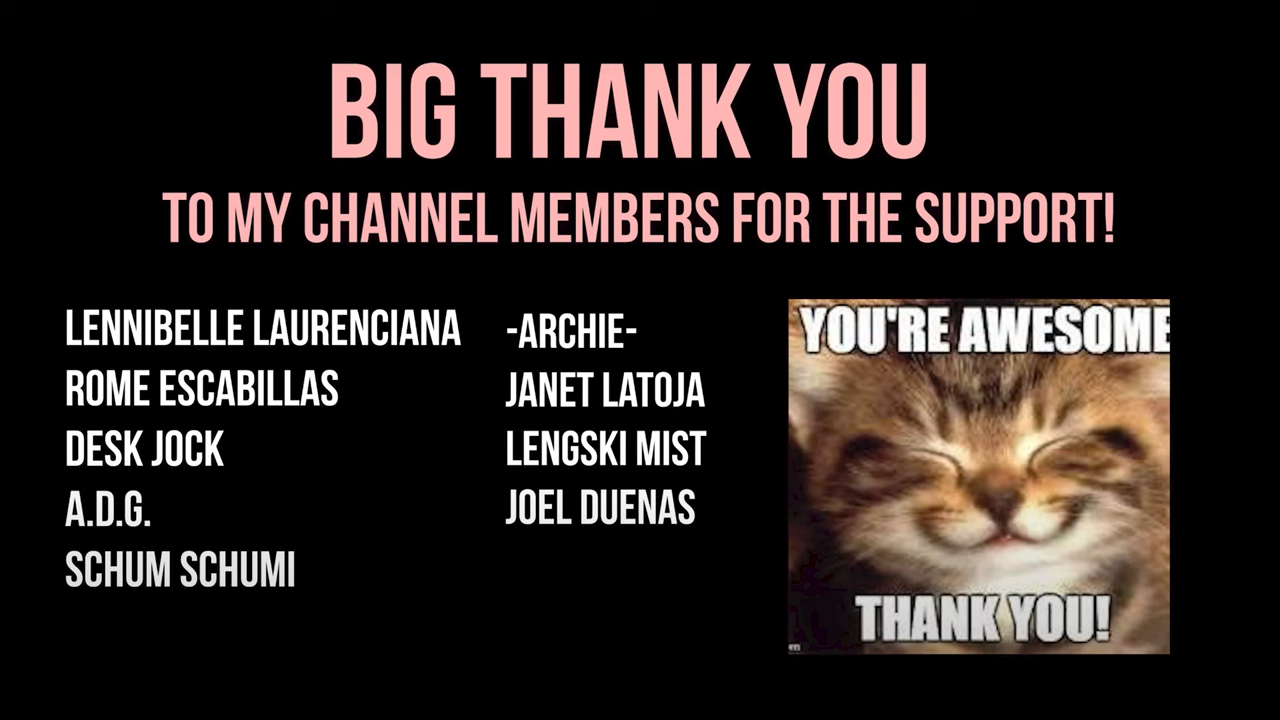 BIG THANK YOU
TO MY CHANNEL MEMBERS FOR THE SUPPORT!
LENNIBELLE LAURENCIANA
ROME ESCABILLAS
DESK JOCK
A.D.G.
SCHUM SCHUMI
-ARCHIE-
JANET LATOJA
LENGSKI MIST
JOEL DUENAS
YOU'RE AWESOME
THANK YOU!